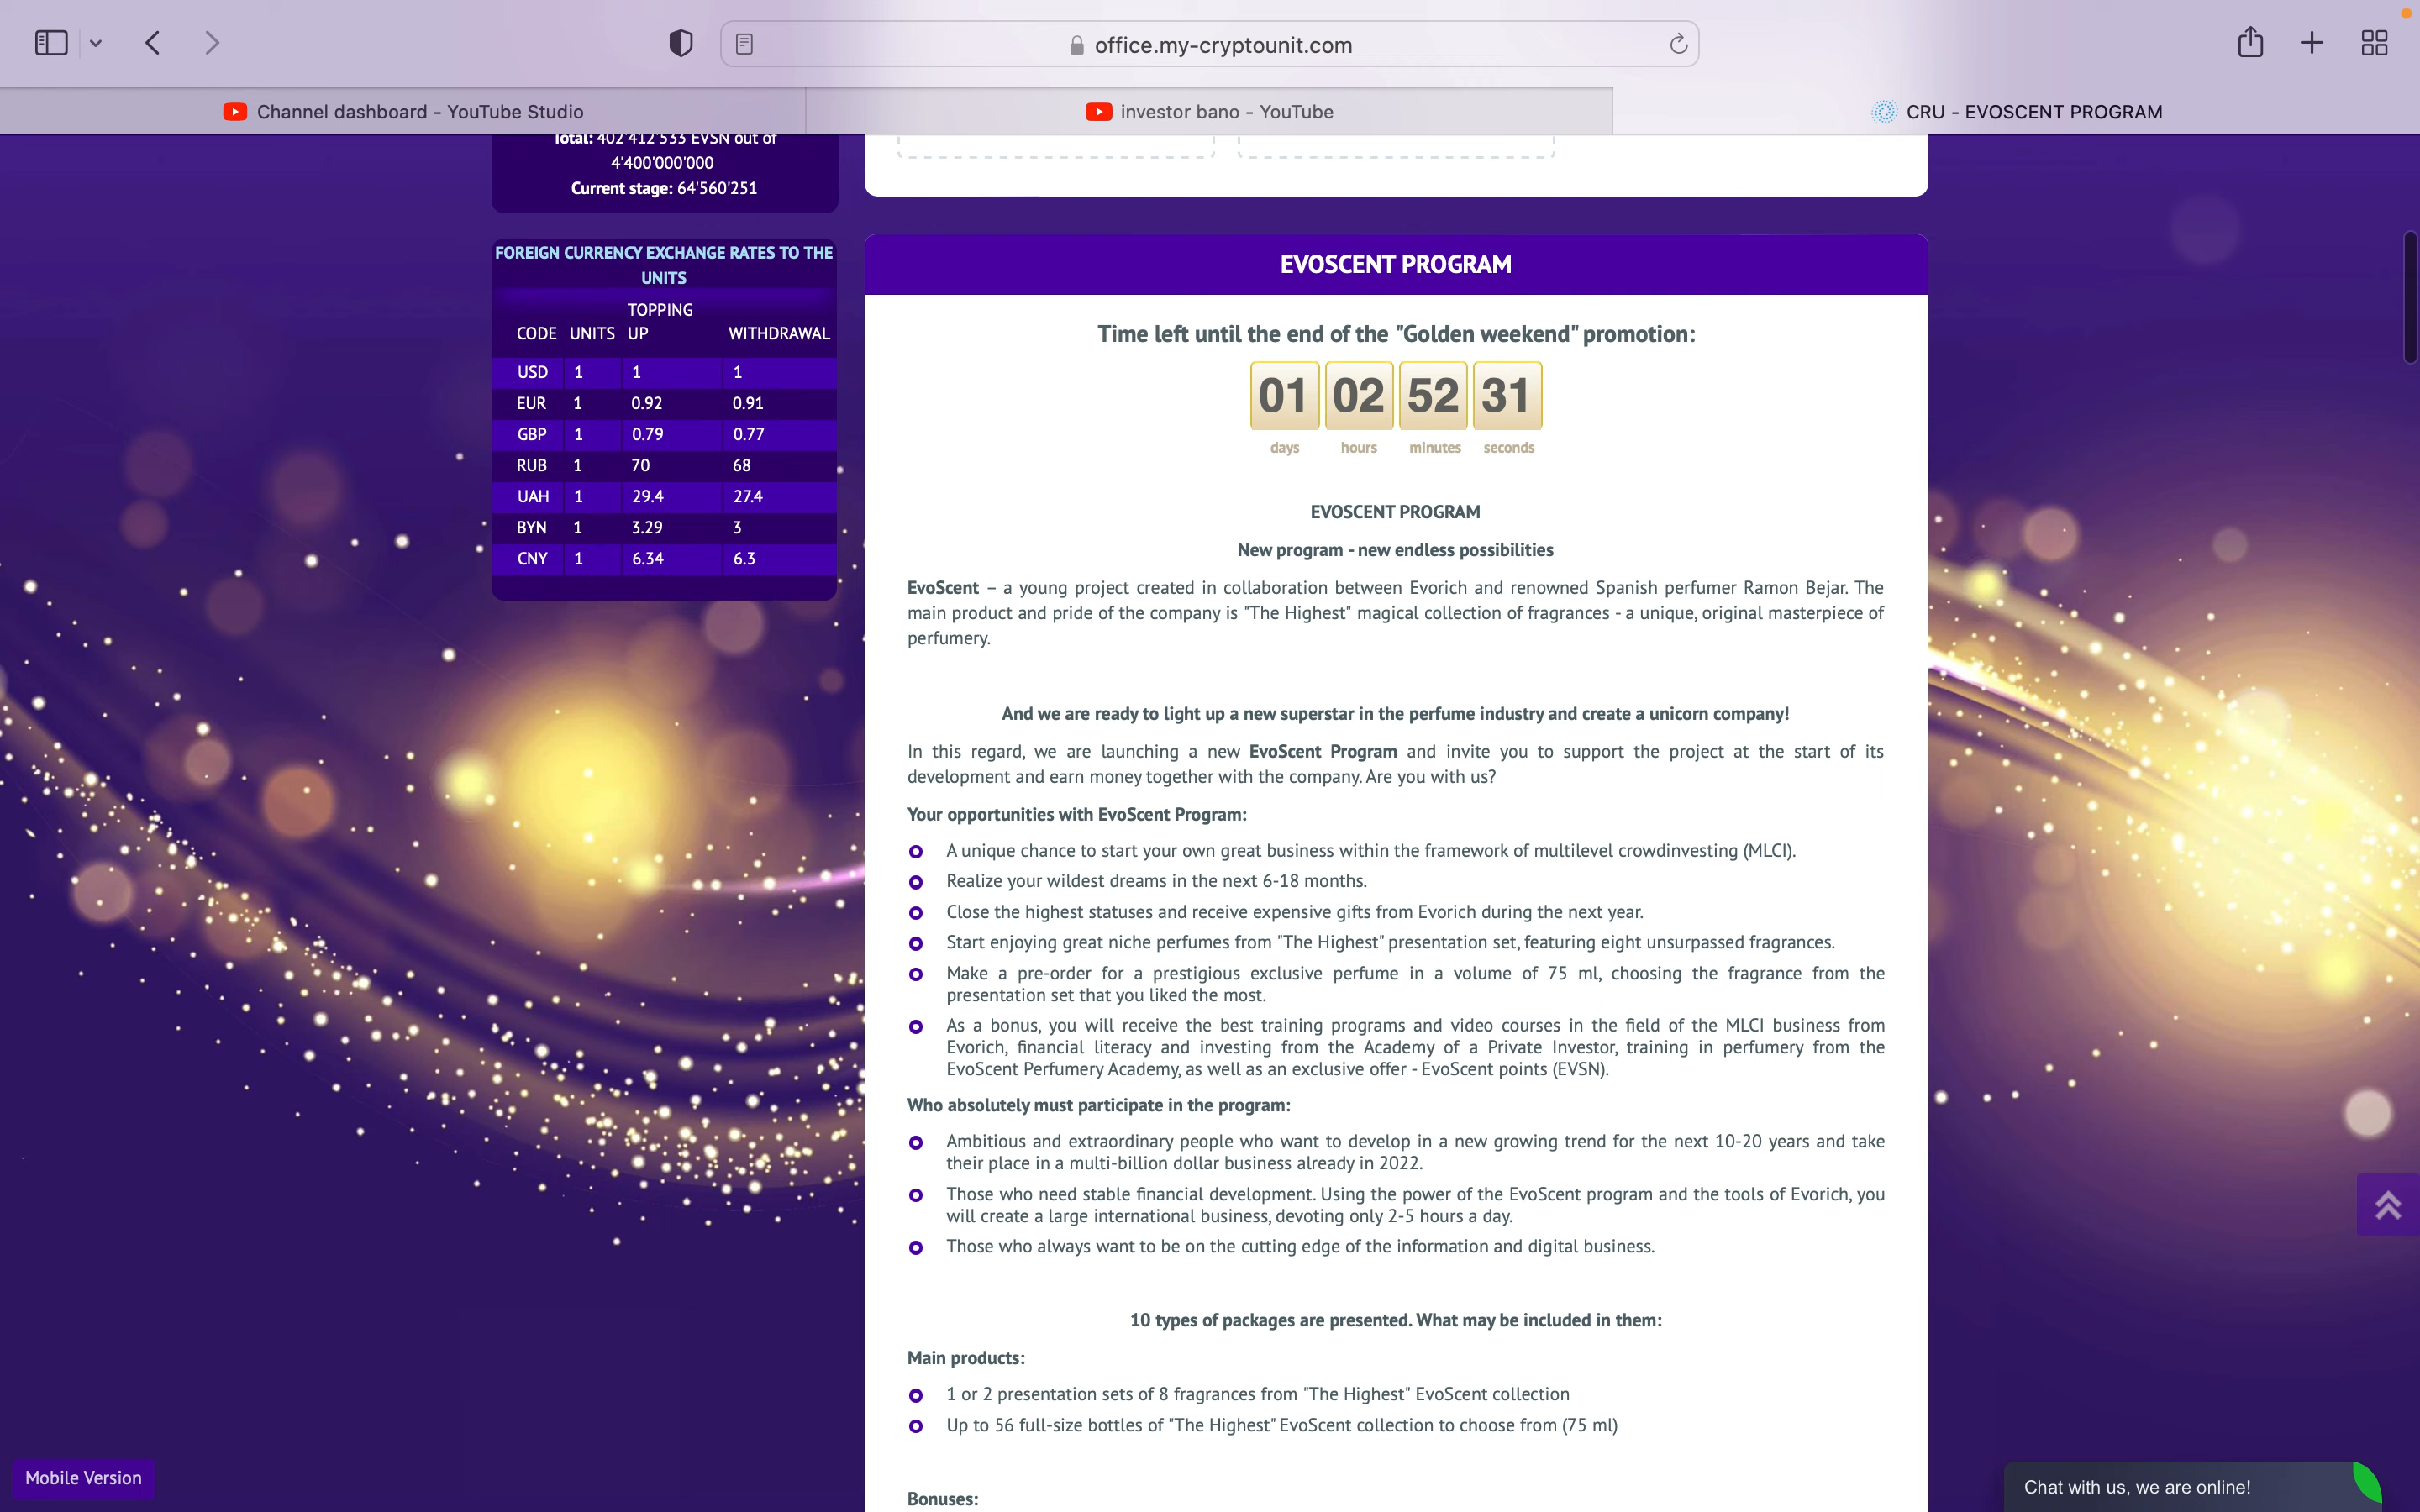 office.my-cryptounit.com
Channel dashboard - YouTube Studio
investor bano - YouTube
CRU - EVOSCENT PROGRAM
Total: 402'412'533 EVSN out of
4'400'000'000
Current stage: 64'560'251
FOREIGN CURRENCY EXCHANGE RATES TO THE
UNITS
CODE UNITS TOPPING UP WITHDRAWAL
USD 1 1 1
EUR 1 0.92 0.91
GBP 1 0.79 0.77
RUB 1 70 68
UAH 1 29.4 27.4
BYN 1 3.29 3
CNY 1 6.34 6.3
EVOSCENT PROGRAM
Time left until the end of the "Golden weekend" promotion:
01 02 52 31
days hours minutes seconds
EVOSCENT PROGRAM
New program - new endless possibilities
EvoScent – a young project created in collaboration between Evorich and renowned Spanish perfumer Ramon Bejar. The
main product and pride of the company is "The Highest" magical collection of fragrances - a unique, original masterpiece of
perfumery.
And we are ready to light up a new superstar in the perfume industry and create a unicorn company!
In this regard, we are launching a new EvoScent Program and invite you to support the project at the start of its
development and earn money together with the company. Are you with us?
Your opportunities with EvoScent Program:
A unique chance to start your own great business within the framework of multilevel crowdinvesting (MLCI).
Realize your wildest dreams in the next 6-18 months.
Close the highest statuses and receive expensive gifts from Evorich during the next year.
Start enjoying great niche perfumes from "The Highest" presentation set, featuring eight unsurpassed fragrances.
Make a pre-order for a prestigious exclusive perfume in a volume of 75 ml, choosing the fragrance from the
presentation set that you liked the most.
As a bonus, you will receive the best training programs and video courses in the field of the MLCI business from
Evorich, financial literacy and investing from the Academy of a Private Investor, training in perfumery from the
EvoScent Perfumery Academy, as well as an exclusive offer - EvoScent points (EVSN).
Who absolutely must participate in the program:
Ambitious and extraordinary people who want to develop in a new growing trend for the next 10-20 years and take
their place in a multi-billion dollar business already in 2022.
Those who need stable financial development. Using the power of the EvoScent program and the tools of Evorich, you
will create a large international business, devoting only 2-5 hours a day.
Those who always want to be on the cutting edge of the information and digital business.
10 types of packages are presented. What may be included in them:
Main products:
1 or 2 presentation sets of 8 fragrances from "The Highest" EvoScent collection
Up to 56 full-size bottles of "The Highest" EvoScent collection to choose from (75 ml)
Bonuses:
Mobile Version
Chat with us, we are online!